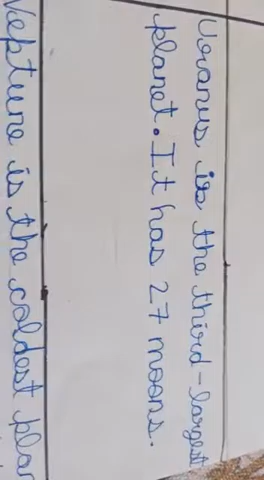 Uranus is the third-largest
planet. It has 27 moons.
Neptune is the coldest